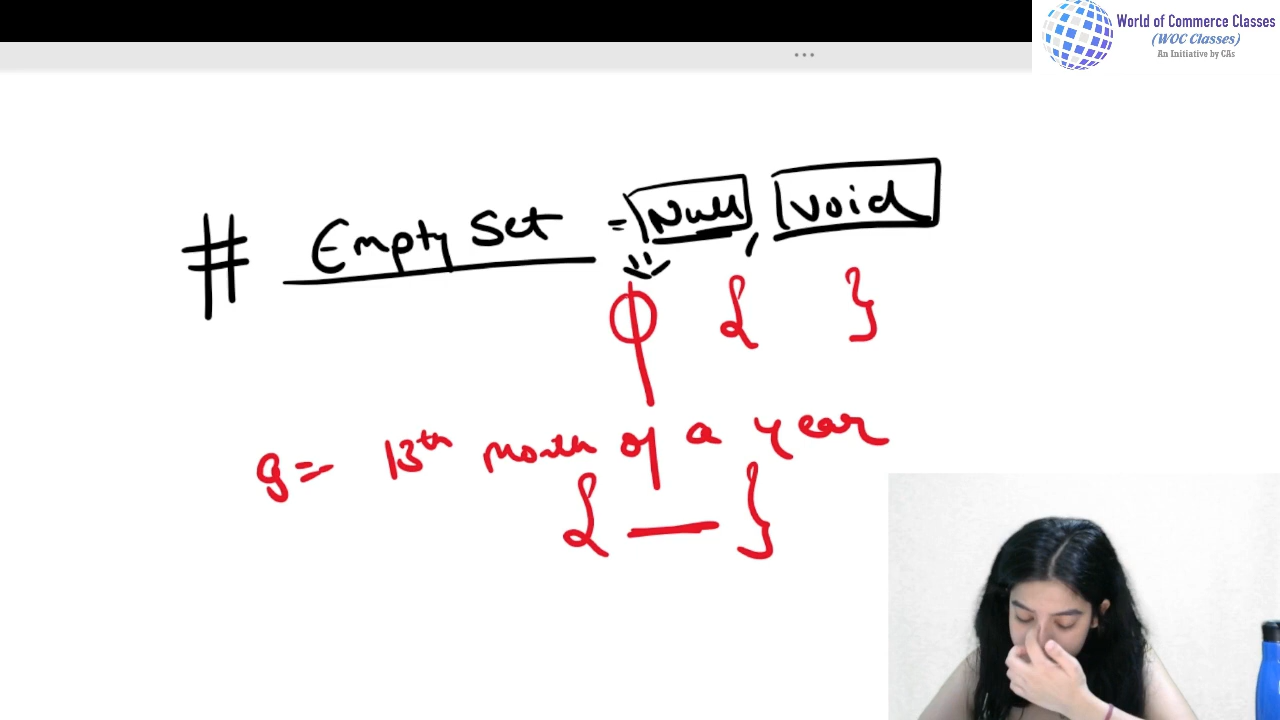 World of Commerce Classes
(WOC Classes)
An Initiative by CAs
# Empty Set = Null, Void
ϕ { }
g = 13th month of a year
{ — }